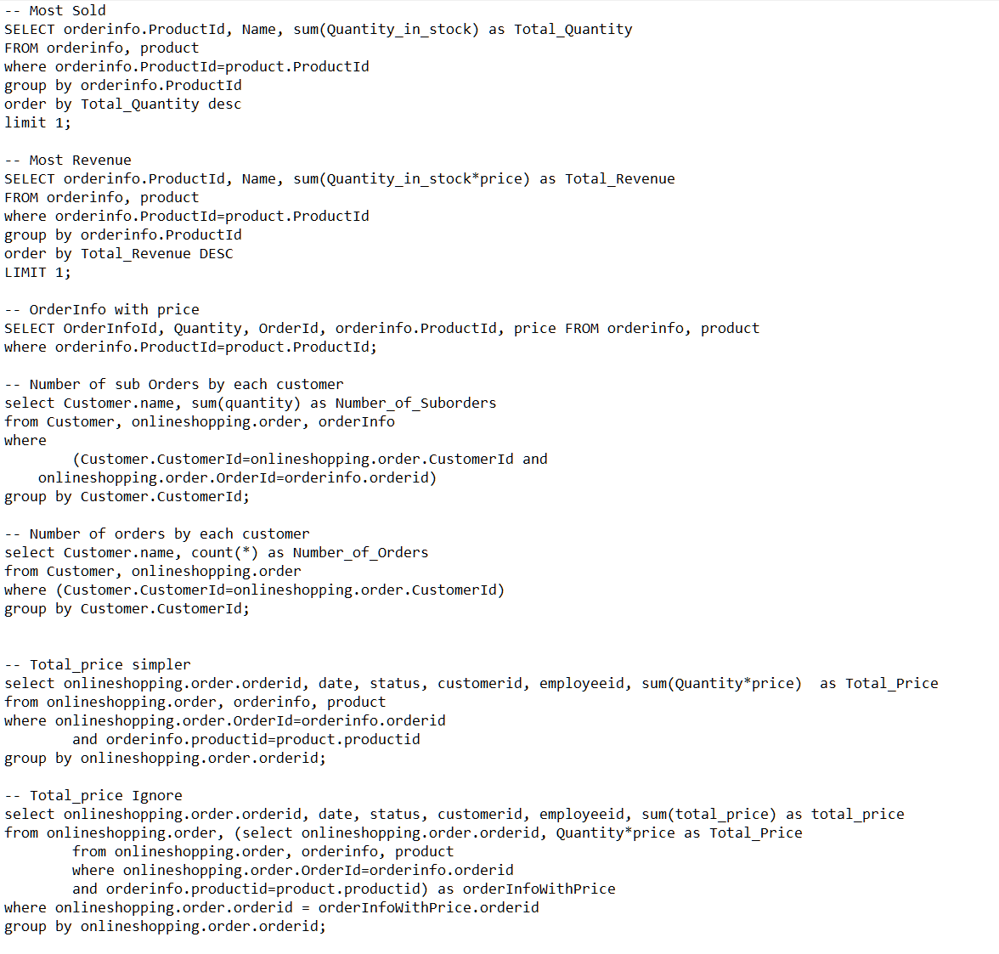 -- Most Sold
SELECT orderinfo.ProductId, Name, sum(Quantity_in_stock) as Total_Quantity
FROM orderinfo, product
where orderinfo.ProductId=product.ProductId
group by orderinfo.ProductId
order by Total_Quantity desc
limit 1;

-- Most Revenue
SELECT orderinfo.ProductId, Name, sum(Quantity_in_stock*price) as Total_Revenue
FROM orderinfo, product
where orderinfo.ProductId=product.ProductId
group by orderinfo.ProductId
order by Total_Revenue DESC
LIMIT 1;

-- OrderInfo with price
SELECT OrderInfoId, Quantity, OrderId, orderinfo.ProductId, price FROM orderinfo, product
where orderinfo.ProductId=product.ProductId;

-- Number of sub Orders by each customer
select Customer.name, sum(quantity) as Number_of_Suborders
from Customer, onlineshopping.order, orderInfo
where
        (Customer.CustomerId=onlineshopping.order.CustomerId and
    onlineshopping.order.OrderId=orderinfo.orderid)
group by Customer.CustomerId;

-- Number of orders by each customer
select Customer.name, count(*) as Number_of_Orders
from Customer, onlineshopping.order
where (Customer.CustomerId=onlineshopping.order.CustomerId)
group by Customer.CustomerId;


-- Total_price simpler
select onlineshopping.order.orderid, date, status, customerid, employeeid, sum(Quantity*price)  as Total_Price
from onlineshopping.order, orderinfo, product
where onlineshopping.order.OrderId=orderinfo.orderid
        and orderinfo.productid=product.productid
group by onlineshopping.order.orderid;

-- Total_price Ignore
select onlineshopping.order.orderid, date, status, customerid, employeeid, sum(total_price) as total_price
from onlineshopping.order, (select onlineshopping.order.orderid, Quantity*price as Total_Price
        from onlineshopping.order, orderinfo, product
        where onlineshopping.order.OrderId=orderinfo.orderid
        and orderinfo.productid=product.productid) as orderInfoWithPrice
where onlineshopping.order.orderid = orderInfoWithPrice.orderid
group by onlineshopping.order.orderid;